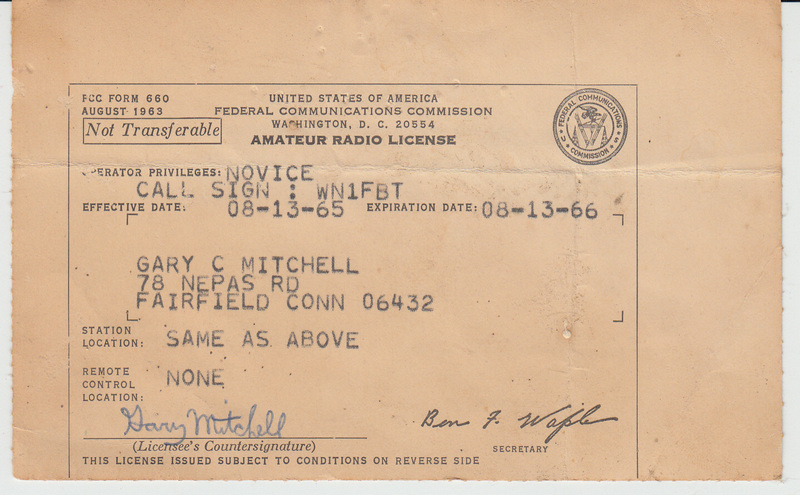 FCC FORM 660
AUGUST 1963
Not Transferable
UNITED STATES OF AMERICA
FEDERAL COMMUNICATIONS COMMISSION
WASHINGTON, D. C. 20554
AMATEUR RADIO LICENSE
FEDERAL COMMUNICATIONS
COMMISSION
OPERATOR PRIVILEGES: NOVICE
CALL SIGN : WN1FBT
EFFECTIVE DATE: 08-13-65 EXPIRATION DATE: 08-13-66
GARY C MITCHELL
78 NEPAS RD
FAIRFIELD CONN 06432
STATION
LOCATION: SAME AS ABOVE
REMOTE
CONTROL
LOCATION: NONE
Gary Mitchell
Ben F. Waple
(Licensee's Countersignature)
SECRETARY
THIS LICENSE ISSUED SUBJECT TO CONDITIONS ON REVERSE SIDE